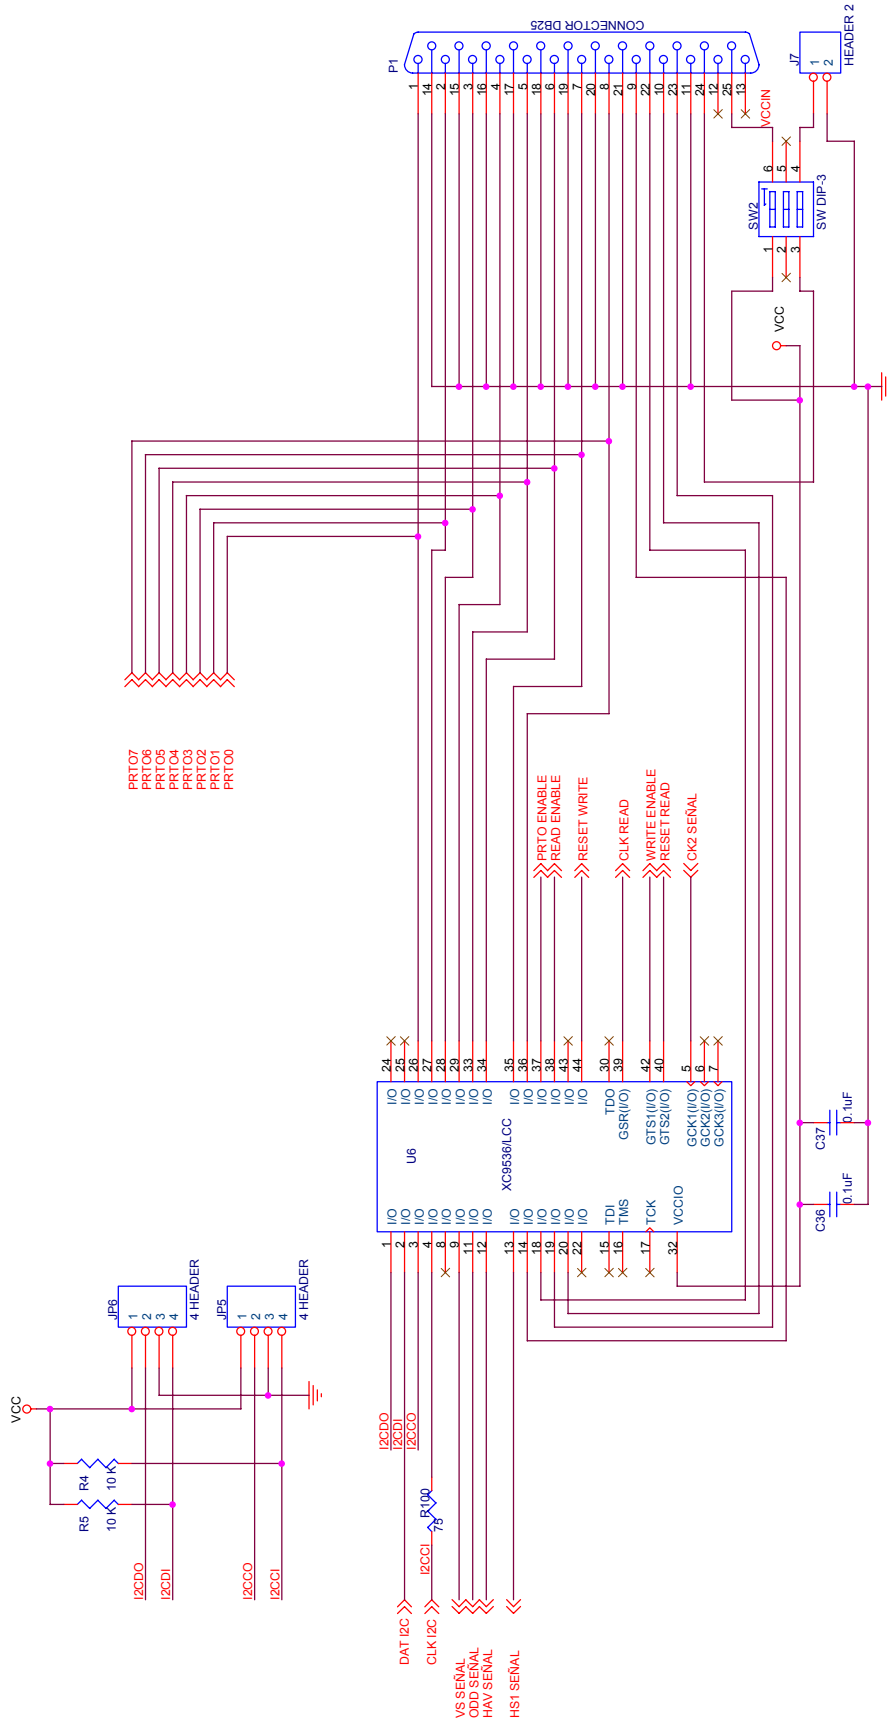 CONNECTOR DB25
P1
1
14
2
15
3
16
4
17
5
18
6
19
7
20
8
21
9
22
10
23
11
24
12
25
13
VCCIN
J7
1
2
HEADER 2
SW2
6
5
4
1
2
3
SW DIP-3
VCC
PRTO7
PRTO6
PRTO5
PRTO4
PRTO3
PRTO2
PRTO1
PRTO0
PRTO ENABLE
READ ENABLE
RESET WRITE
CLK READ
WRITE ENABLE
RESET READ
CK2 SEÑAL
U6
XC9536/LCC
24 I/O
25 I/O
26 I/O
27 I/O
28 I/O
29 I/O
33 I/O
34 I/O
35 I/O
36 I/O
37 I/O
38 I/O
43 I/O
44 I/O
30 TDO
39 GSR(I/O)
42 GTS1(I/O)
40 GTS2(I/O)
5 GCK1(I/O)
6 GCK2(I/O)
7 GCK3(I/O)
1 I/O
2 I/O
3 I/O
4 I/O
8 I/O
9 I/O
11 I/O
12 I/O
13 I/O
14 I/O
18 I/O
19 I/O
20 I/O
22 I/O
15 TDI
16 TMS
17 TCK
32 VCCIO
C37
0.1uF
C36
0.1uF
JP6
1
2
3
4
4 HEADER
JP5
1
2
3
4
4 HEADER
VCC
R4
10 K
R5
10 K
I2CDO
I2CDI
I2CCO
I2CCI
I2CDO
I2CDI
I2CCO
R100
75
I2CCI
DAT I2C
CLK I2C
VS SEÑAL
ODD SEÑAL
HAV SEÑAL
HS1 SEÑAL